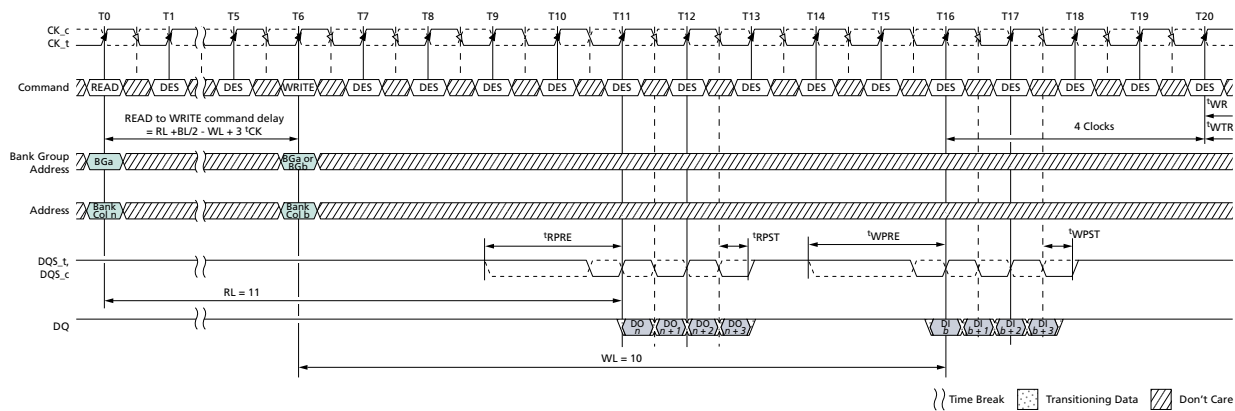 T0 T1 T5 T6 T7 T8 T9 T10 T11 T12 T13 T14 T15 T16 T17 T18 T19 T20
CK_c
CK_t
Command READ DES DES WRITE DES DES DES DES DES DES DES DES DES DES DES DES DES DES
tWR
READ to WRITE command delay
= RL +BL/2 - WL + 3 tCK
4 Clocks
tWTR
Bank Group
Address
BGa
BGa or
BGb
Address
Bank
Col n
Bank
Col b
tRPRE tRPST tWPRE tWPST
DQS_t,
DQS_c
RL = 11
DQ
DO
n
DO
n + 1
DO
n + 2
DO
n + 3
DI
b
DI
b + 1
DI
b + 2
DI
b + 3
WL = 10
Time Break Transitioning Data Don't Care